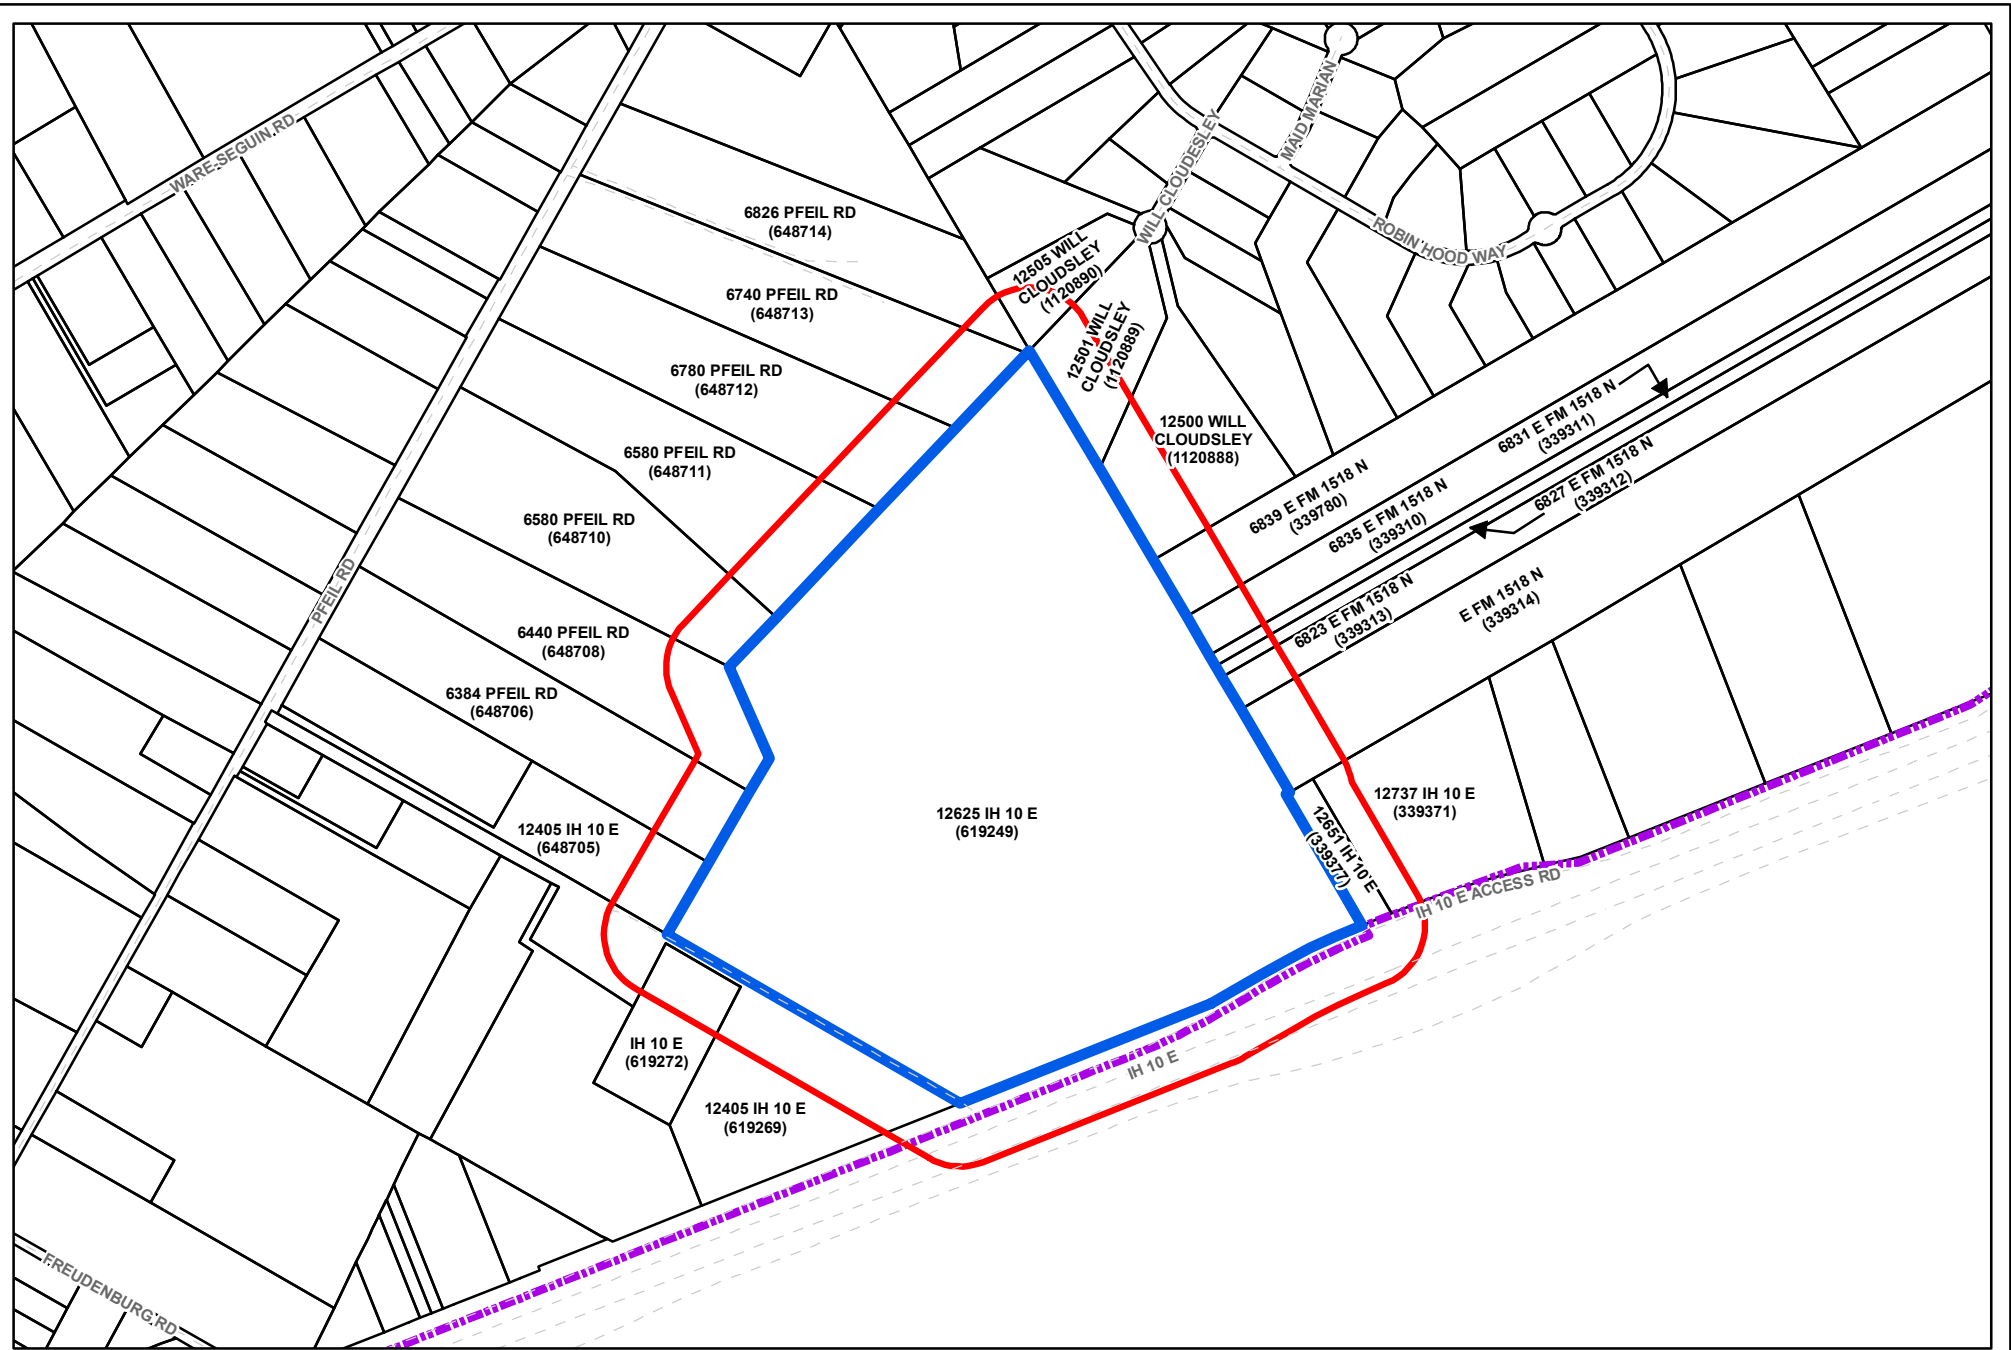 WARE-SEGUIN RD
MAID MARIAN
WILL CLOUDESLEY
ROBIN HOOD WAY
6826 PFEIL RD
(648714)
12505 WILL
CLOUDSLEY
(1120890)
6740 PFEIL RD
(648713)
12501 WILL
CLOUDSLEY
(1120889)
6780 PFEIL RD
(648712)
12500 WILL
CLOUDSLEY
(1120888)
6831 E FM 1518 N
(339311)
6580 PFEIL RD
(648711)
6839 E FM 1518 N
(339780)
6827 E FM 1518 N
(339312)
6835 E FM 1518 N
(339310)
6580 PFEIL RD
(648710)
PFEIL RD
6823 E FM 1518 N
(339313)
E FM 1518 N
(339314)
6440 PFEIL RD
(648708)
6384 PFEIL RD
(648706)
12405 IH 10 E
(648705)
12625 IH 10 E
(619249)
12651 IH 10 E
(339377)
12737 IH 10 E
(339371)
IH 10 E ACCESS RD
IH 10 E
(619272)
IH 10 E
12405 IH 10 E
(619269)
FREUDENBURG RD